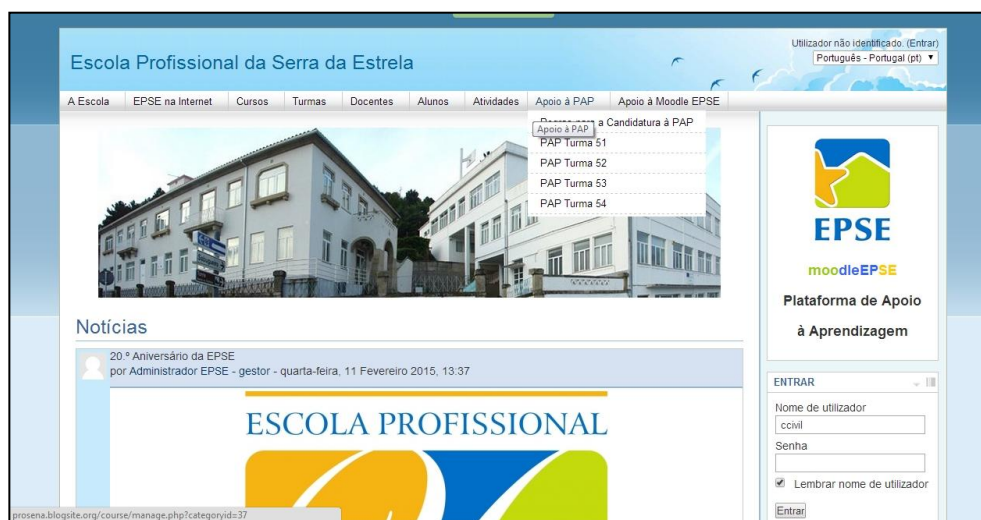 Utilizador não identificado. (Entrar)
Escola Profissional da Serra da Estrela
Português - Portugal (pt)
A Escola EPSE na Internet Cursos Turmas Docentes Alunos Atividades Apoio à PAP Apoio à Moodle EPSE
a Candidatura à PAP
Apoio à PAP
PAP Turma 51
PAP Turma 52
PAP Turma 53
PAP Turma 54
EPSE
moodleEPSE
Plataforma de Apoio
à Aprendizagem
Notícias
20.º Aniversário da EPSE
por Administrador EPSE - gestor - quarta-feira, 11 Fevereiro 2015, 13:37
ESCOLA PROFISSIONAL
ENTRAR
Nome de utilizador
ccivil
Senha
Lembrar nome de utilizador
Entrar
prosena.blogsite.org/course/manage.php?categoryid=37